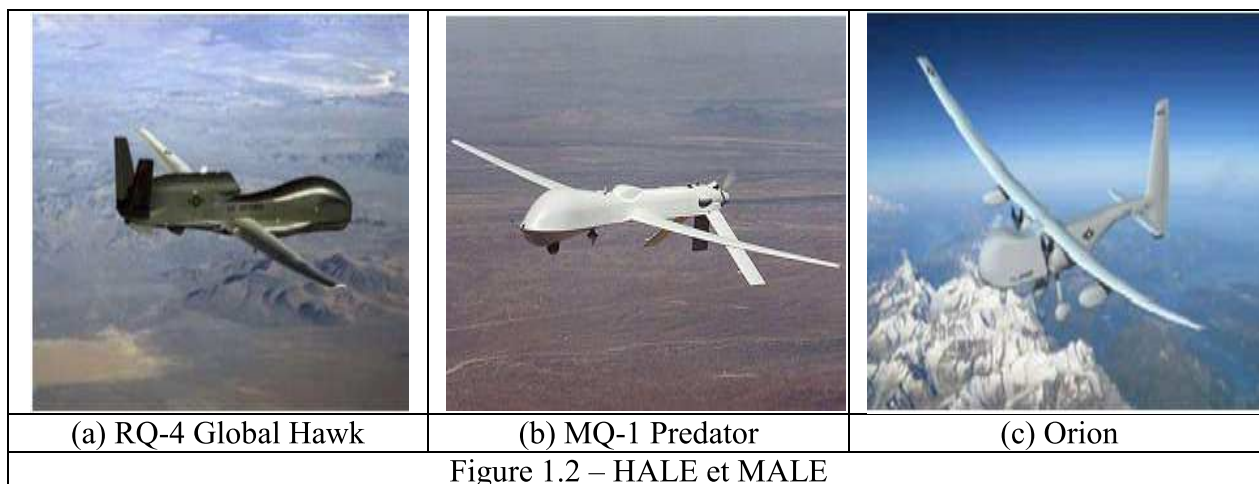 (a) RQ-4 Global Hawk
(b) MQ-1 Predator
(c) Orion
Figure 1.2 – HALE et MALE